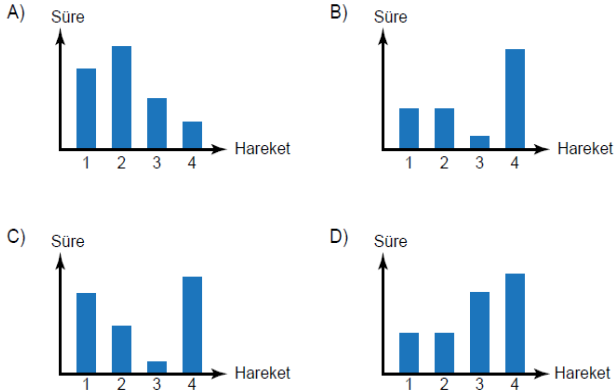 A)
Süre
Hareket
1 2 3 4
B)
Süre
Hareket
1 2 3 4
C)
Süre
Hareket
1 2 3 4
D)
Süre
Hareket
1 2 3 4